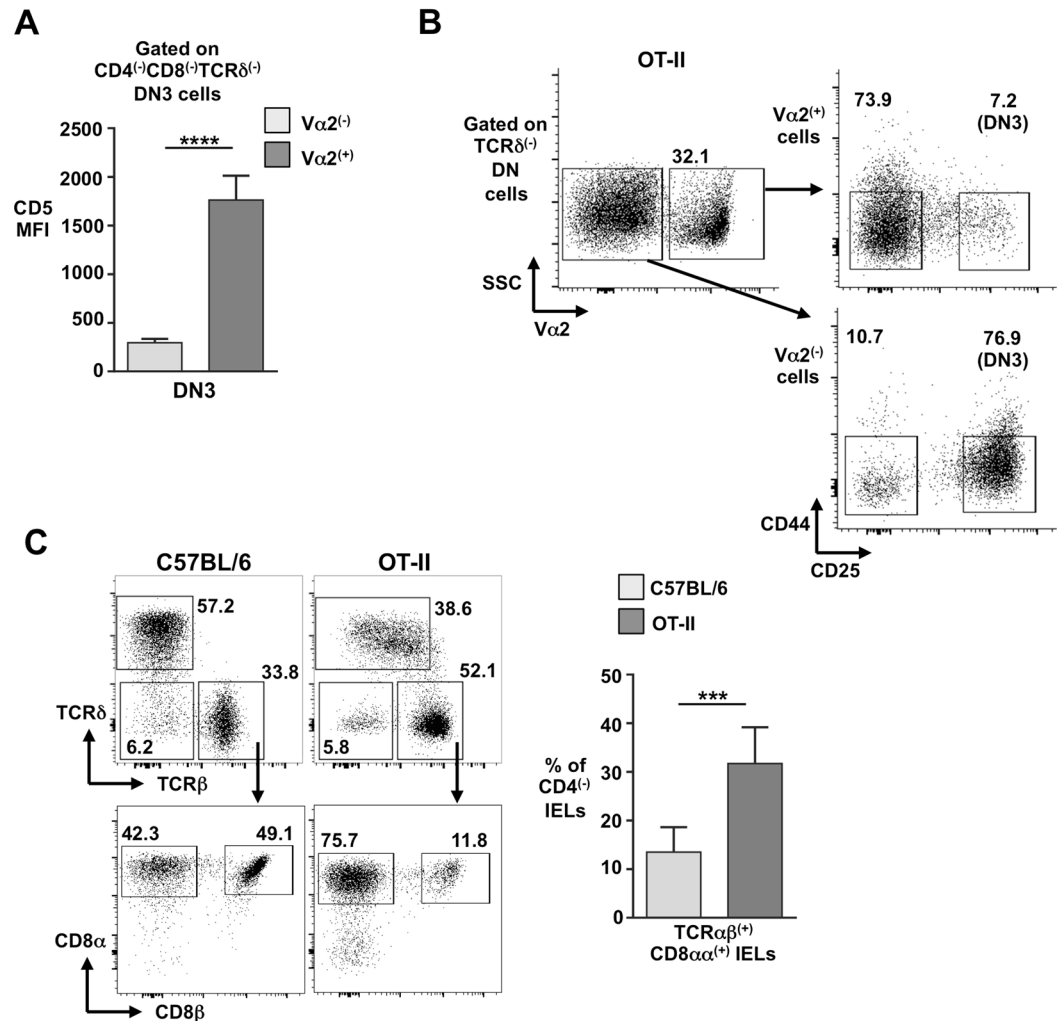 A
Gated on
CD4(-)CD8(-)TCRδ(-)
DN3 cells
Vα2(-)
Vα2(+)
****
2500
2000
1500
1000
500
0
CD5
MFI
DN3
B
OT-II
Gated on
TCRδ(-)
DN
cells
32.1
SSC
Vα2
Vα2(+)
cells
73.9
7.2
(DN3)
Vα2(-)
cells
10.7
76.9
(DN3)
CD44
CD25
C
C57BL/6
OT-II
57.2
33.8
6.2
38.6
52.1
5.8
TCRδ
TCRβ
42.3
49.1
75.7
11.8
CD8α
CD8β
C57BL/6
OT-II
***
50
40
30
20
10
0
% of
CD4(-)
IELs
TCRαβ(+)
CD8αα(+) IELs